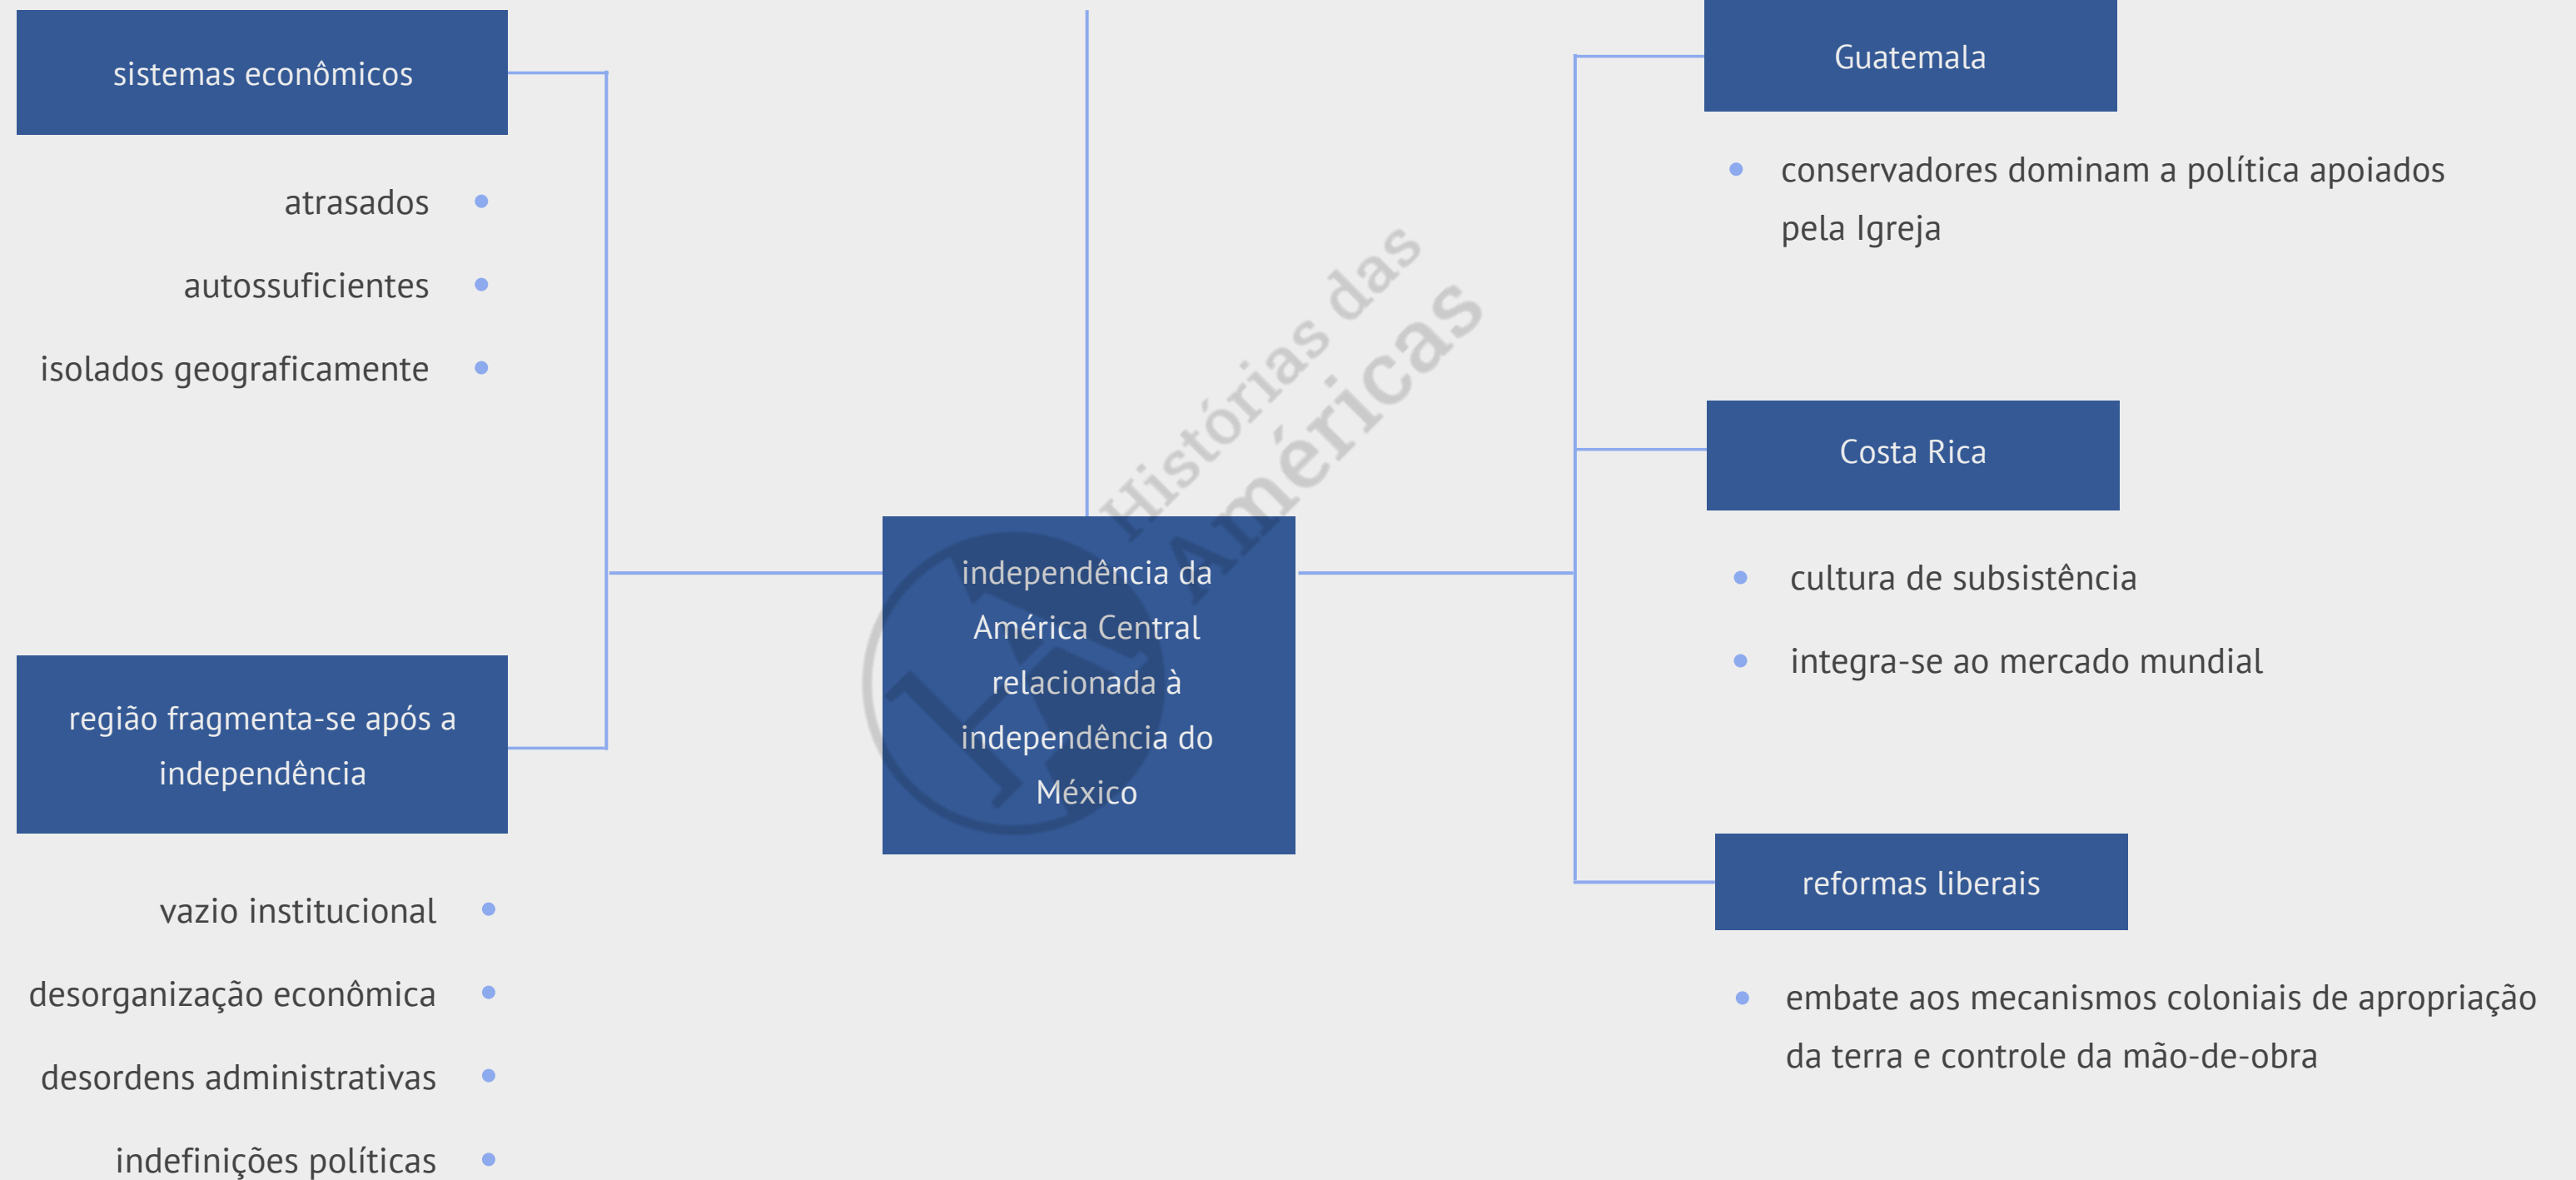 sistemas econômicos
atrasados
autossuficientes
isolados geograficamente
região fragmenta-se após a
independência
vazio institucional
desorganização econômica
desordens administrativas
indefinições políticas
Histórias das
Américas
HA
independência da
América Central
relacionada à
independência do
México
Guatemala
conservadores dominam a política apoiados
pela Igreja
Costa Rica
cultura de subsistência
integra-se ao mercado mundial
reformas liberais
embate aos mecanismos coloniais de apropriação
da terra e controle da mão-de-obra